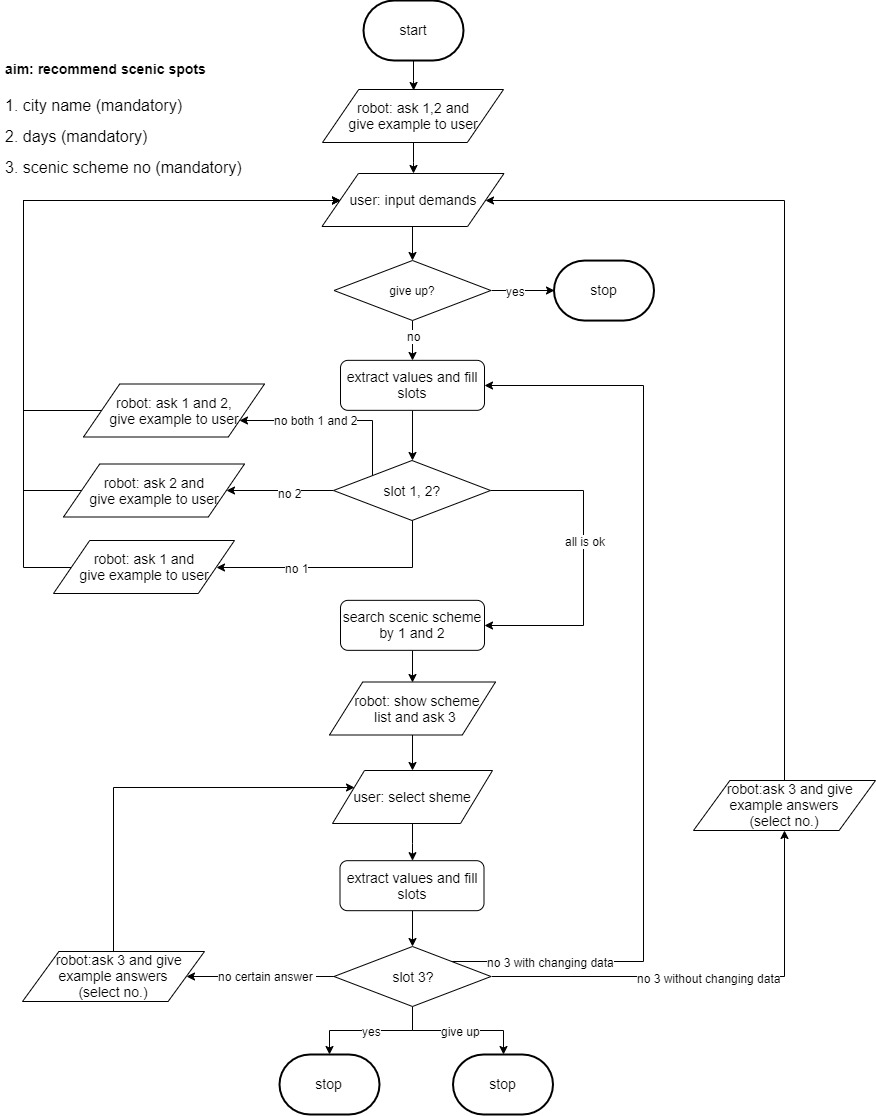 start
aim: recommend scenic spots
1. city name (mandatory)
2. days (mandatory)
3. scenic scheme no (mandatory)
robot: ask 1,2 and
give example to user
user: input demands
give up?
yes
stop
no
extract values and fill
slots
robot: ask 1 and 2,
give example to user
no both 1 and 2
robot: ask 2 and
give example to user
no 2
slot 1, 2?
all is ok
robot: ask 1 and
give example to user
no 1
search scenic scheme
by 1 and 2
robot: show scheme
list and ask 3
user: select sheme
robot:ask 3 and give
example answers
(select no.)
extract values and fill
slots
robot:ask 3 and give
example answers
(select no.)
no certain answer
slot 3?
no 3 with changing data
no 3 without changing data
yes
give up
stop
stop